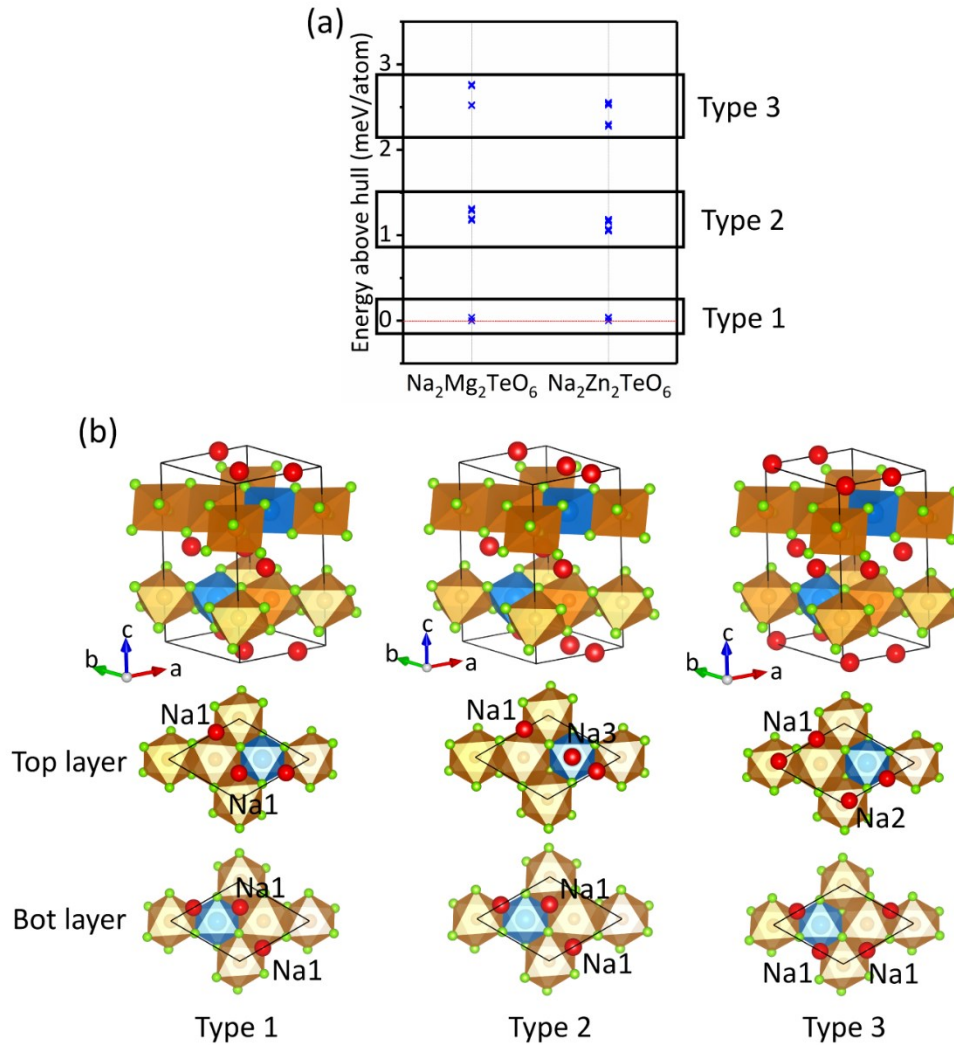 (a)
Energy above hull (meV/atom)
3
2
1
0
Type 3
Type 2
Type 1
Na₂Mg₂TeO₆ Na₂Zn₂TeO₆
(b)
c
b
a
c
b
a
c
b
a
Top layer
Na1
Na1
Na1
Na3
Na1
Na2
Bot layer
Na1
Na1
Na1
Na1
Na1
Na1
Type 1
Type 2
Type 3